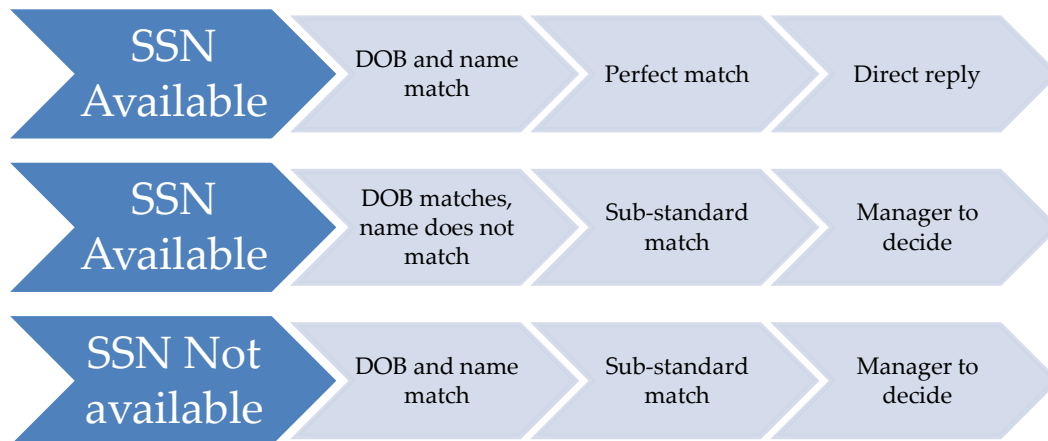 SSN
Available
DOB and name
match
Perfect match
Direct reply
SSN
Available
DOB matches,
name does not
match
Sub-standard
match
Manager to
decide
SSN Not
available
DOB and name
match
Sub-standard
match
Manager to
decide